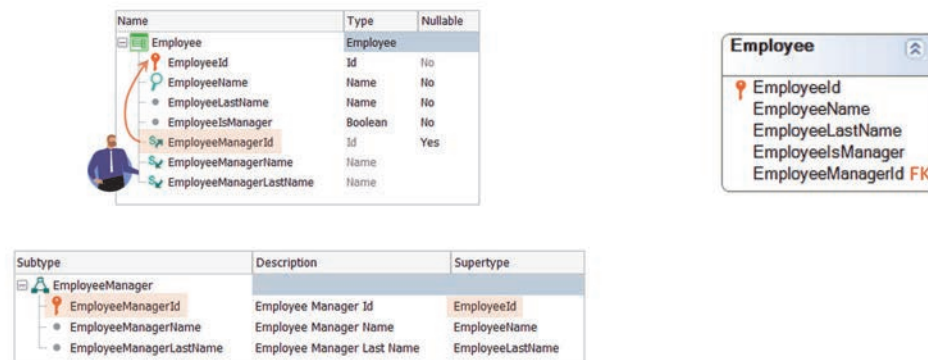 Name Type Nullable
Employee Employee
EmployeeId Id No
EmployeeName Name No
EmployeeLastName Name No
EmployeeIsManager Boolean No
EmployeeManagerId Id Yes
EmployeeManagerName Name
EmployeeManagerLastName Name
Employee
EmployeeId
EmployeeName
EmployeeLastName
EmployeeIsManager
EmployeeManagerId FK
Subtype Description Supertype
EmployeeManager
EmployeeManagerId Employee Manager Id EmployeeId
EmployeeManagerName Employee Manager Name EmployeeName
EmployeeManagerLastName Employee Manager Last Name EmployeeLastName